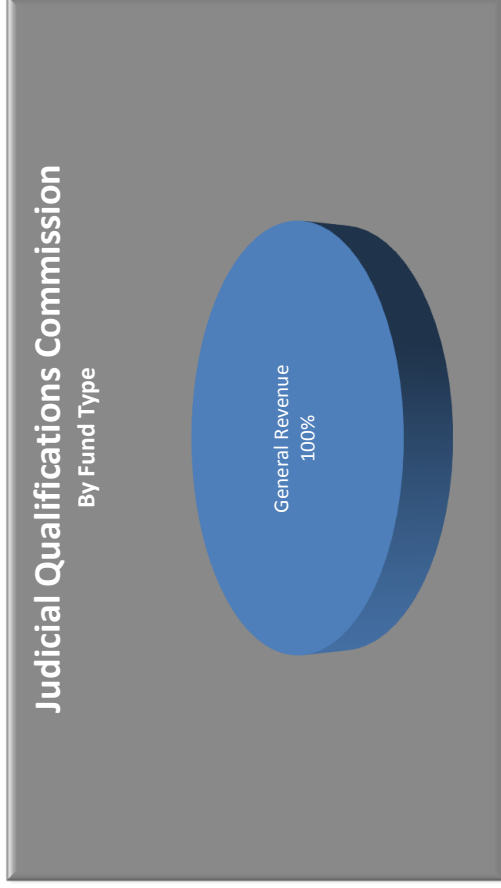 Judicial Qualifications Commission
By Fund Type
General Revenue
100%